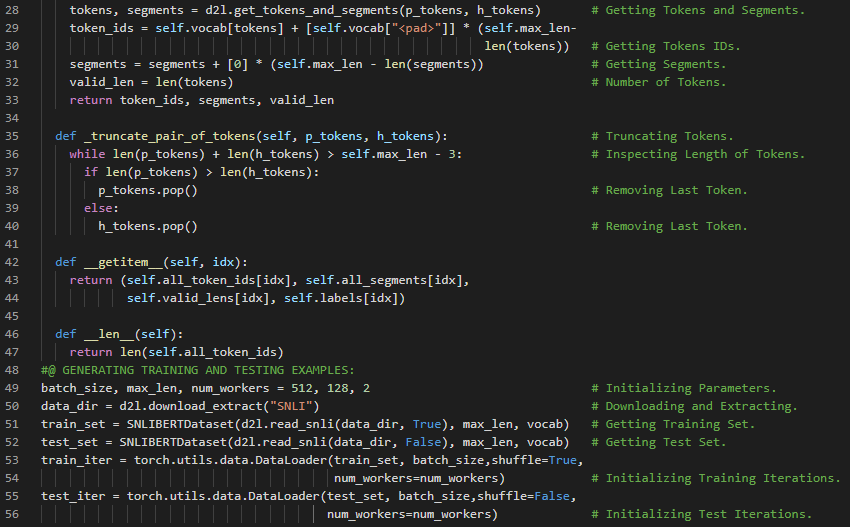 28 tokens, segments = d2l.get_tokens_and_segments(p_tokens, h_tokens) # Getting Tokens and Segments.
29 token_ids = self.vocab[tokens] + [self.vocab["<pad>"]] * (self.max_len-
30 len(tokens)) # Getting Tokens IDs.
31 segments = segments + [0] * (self.max_len - len(segments)) # Getting Segments.
32 valid_len = len(tokens) # Number of Tokens.
33 return token_ids, segments, valid_len
34
35 def _truncate_pair_of_tokens(self, p_tokens, h_tokens): # Truncating Tokens.
36 while len(p_tokens) + len(h_tokens) > self.max_len - 3: # Inspecting Length of Tokens.
37 if len(p_tokens) > len(h_tokens):
38 p_tokens.pop() # Removing Last Token.
39 else:
40 h_tokens.pop() # Removing Last Token.
41
42 def __getitem__(self, idx):
43 return (self.all_token_ids[idx], self.all_segments[idx],
44 self.valid_lens[idx], self.labels[idx])
45
46 def __len__(self):
47 return len(self.all_token_ids)
48 #@ GENERATING TRAINING AND TESTING EXAMPLES:
49 batch_size, max_len, num_workers = 512, 128, 2 # Initializing Parameters.
50 data_dir = d2l.download_extract("SNLI") # Downloading and Extracting.
51 train_set = SNLIBERTDataset(d2l.read_snli(data_dir, True), max_len, vocab) # Getting Training Set.
52 test_set = SNLIBERTDataset(d2l.read_snli(data_dir, False), max_len, vocab) # Getting Test Set.
53 train_iter = torch.utils.data.DataLoader(train_set, batch_size,shuffle=True,
54 num_workers=num_workers) # Initializing Training Iterations.
55 test_iter = torch.utils.data.DataLoader(test_set, batch_size,shuffle=False,
56 num_workers=num_workers) # Initializing Test Iterations.